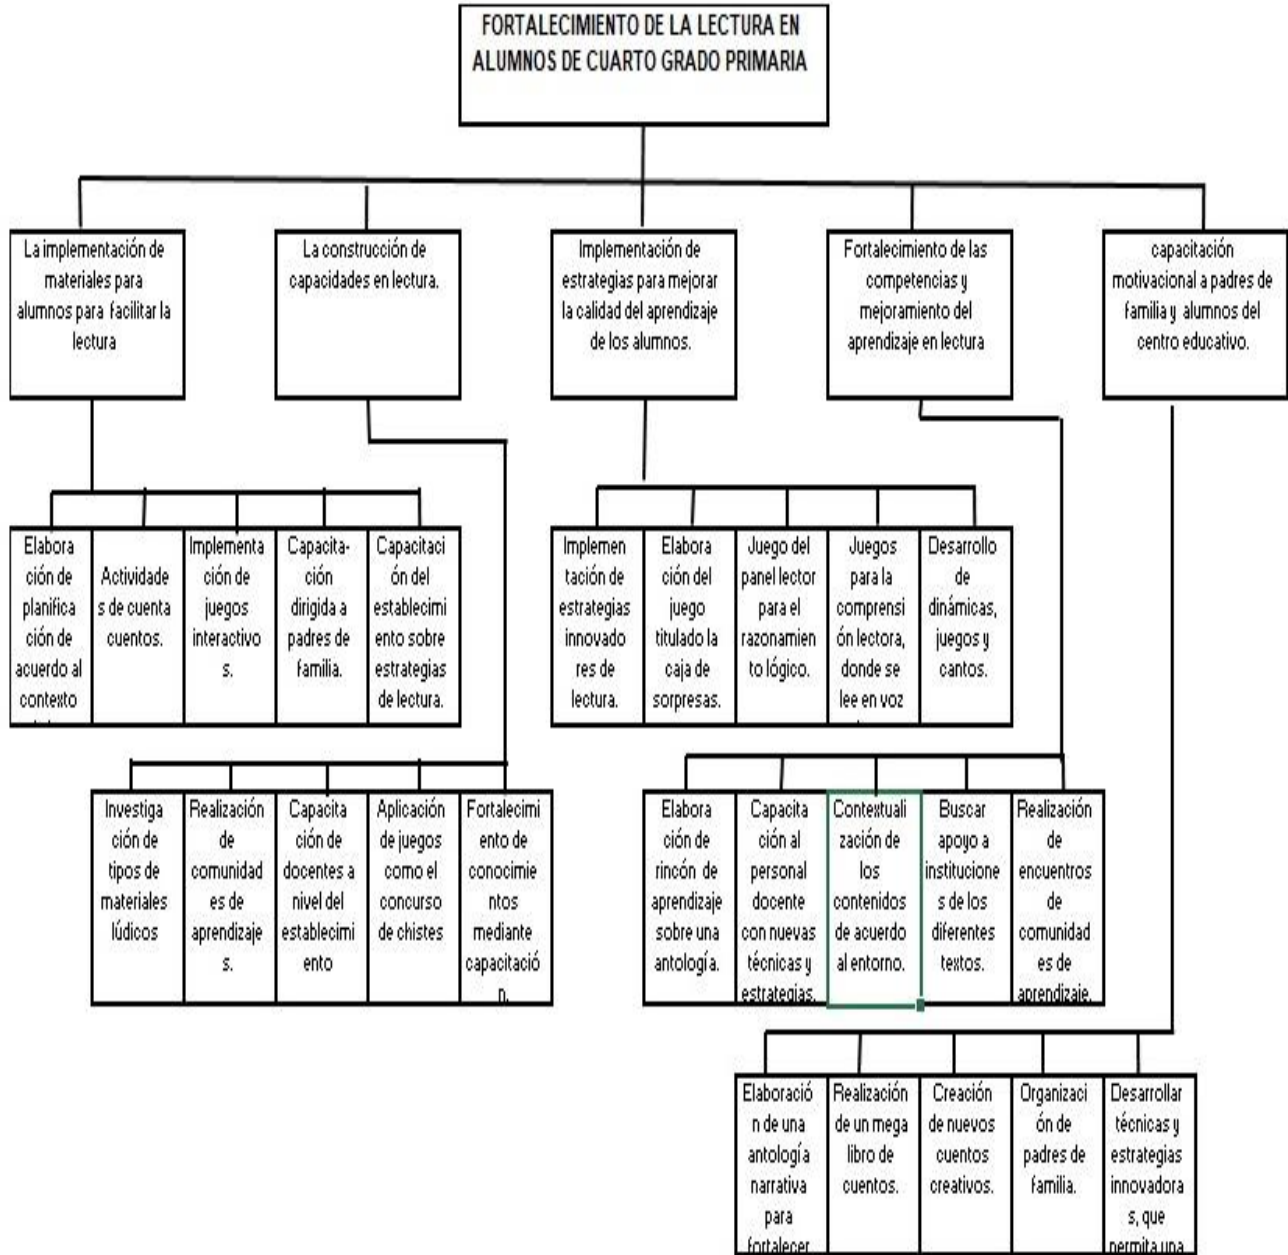 FORTALECIMIENTO DE LA LECTURA EN
ALUMNOS DE CUARTO GRADO PRIMARIA
La implementación de
materiales para
alumnos para facilitar la
lectura
La construcción de
capacidades en lectura.
Implementación de
estrategias para mejorar
la calidad del aprendizaje
de los alumnos.
Fortalecimiento de las
competencias y
mejoramiento del
aprendizaje en lectura
capacitación
motivacional a padres de
familia y alumnos del
centro educativo.
Elabora
ción de
planifica
ción de
acuerdo al
contexto
Actividade
s de cuenta
cuentos.
Implementa
ción de
juegos
interactivo
s.
Capacita-
ción
dirigida a
padres de
familia.
Capacitaci
ón del
establecimi
ento sobre
estrategias
de lectura.
Implemen
tación de
estrategias
innovado
res de
lectura.
Elabora
ción del
juego
titulado la
caja de
sorpresas.
Juego del
panel lector
para el
razonamien
to lógico.
Juegos
para la
comprensi
ón lectora,
donde se
lee en voz
Desarrollo
de
dinámicas,
juegos y
cantos.
Investiga
ción de
tipos de
materiales
lúdicos
Realización
de
comunidad
es de
aprendizaje
s.
Capacita
ción de
docentes a
nivel del
establecimi
ento
Aplicación
de juegos
como el
concurso
de chistes
Fortalecimi
ento de
conocimie
ntos
mediante
capacitació
n.
Elabora
ción de
rincón de
aprendizaje
sobre una
antología.
Capacita
ción al
personal
docente
con nuevas
técnicas y
estrategias.
Contextuali
zación de
los
contenidos
de acuerdo
al entorno.
Buscar
apoyo a
institucione
s de los
diferentes
textos.
Realización
de
encuentros
de
comunidad
es de
aprendizaje.
Elaboració
n de una
antología
narrativa
para
fortalecer
Realización
de un mega
libro de
cuentos.
Creación
de nuevos
cuentos
creativos.
Organizaci
ón de
padres de
familia.
Desarrollar
técnicas y
estrategias
innovadora
s, que
permita una